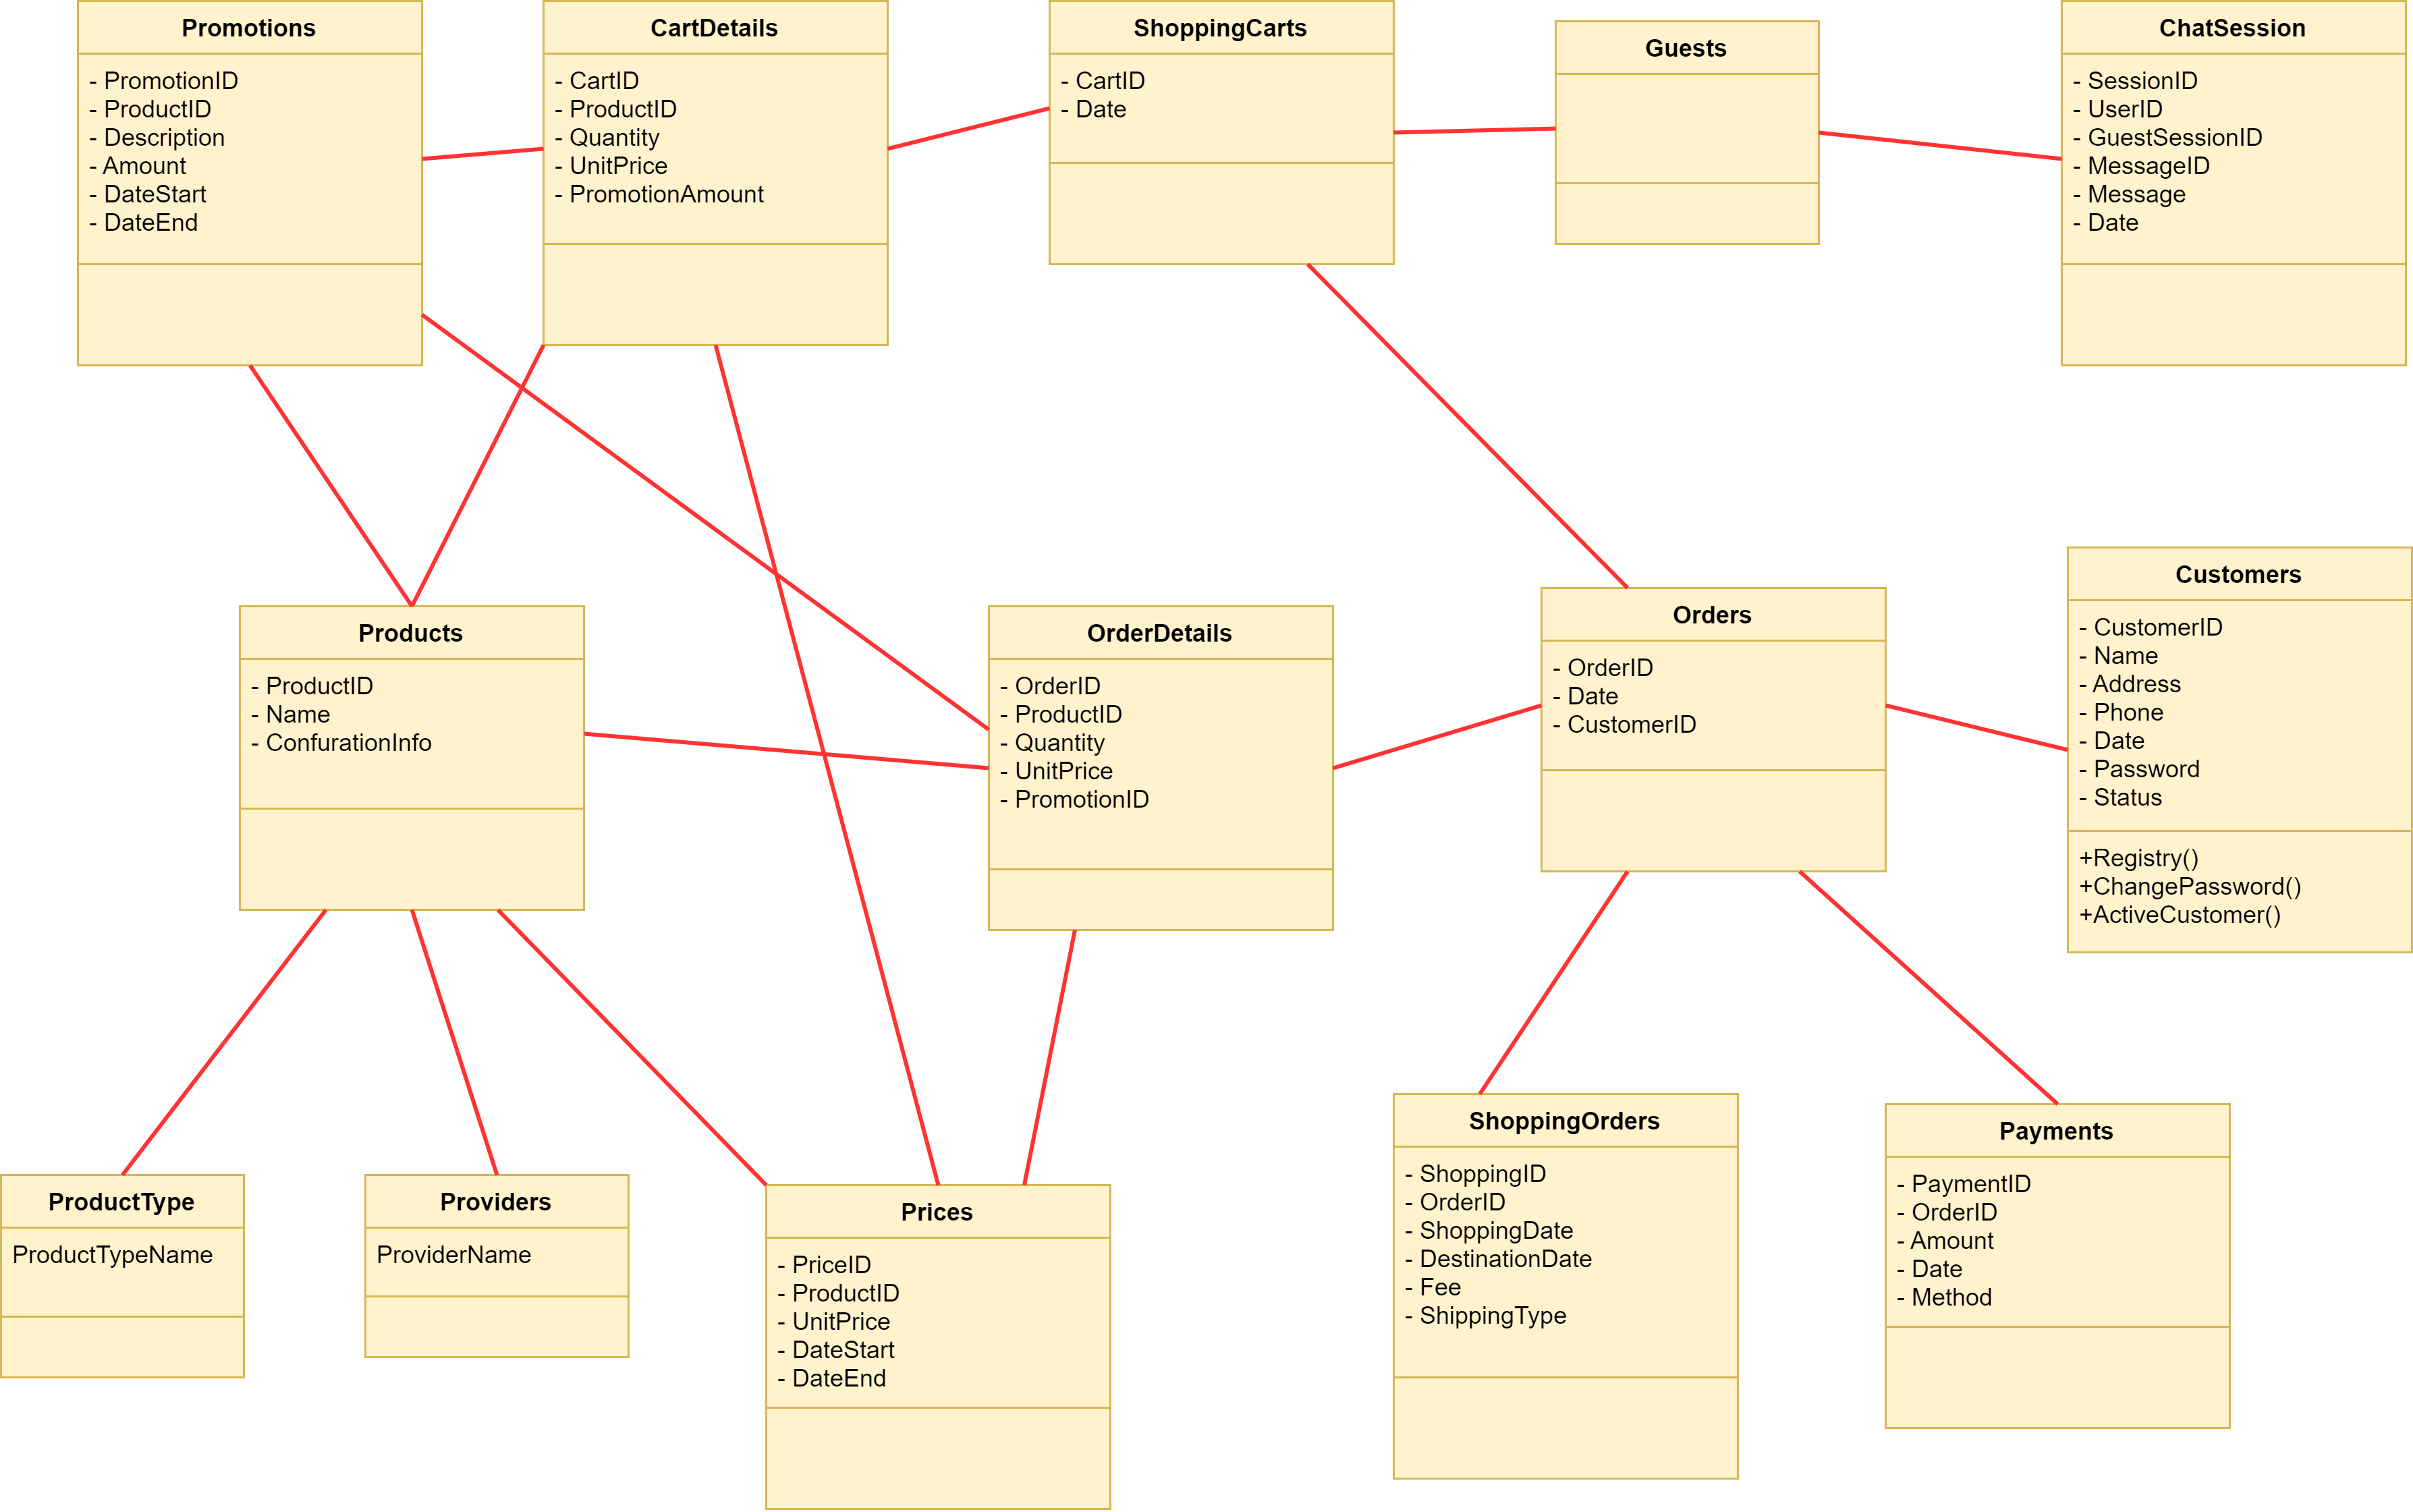 Promotions
- PromotionID
- ProductID
- Description
- Amount
- DateStart
- DateEnd
CartDetails
- CartID
- ProductID
- Quantity
- UnitPrice
- PromotionAmount
ShoppingCarts
- CartID
- Date
Guests
ChatSession
- SessionID
- UserID
- GuestSessionID
- MessageID
- Message
- Date
Products
- ProductID
- Name
- ConfurationInfo
OrderDetails
- OrderID
- ProductID
- Quantity
- UnitPrice
- PromotionID
Orders
- OrderID
- Date
- CustomerID
Customers
- CustomerID
- Name
- Address
- Phone
- Date
- Password
- Status
+Registry()
+ChangePassword()
+ActiveCustomer()
ProductType
ProductTypeName
Providers
ProviderName
Prices
- PriceID
- ProductID
- UnitPrice
- DateStart
- DateEnd
ShoppingOrders
- ShoppingID
- OrderID
- ShoppingDate
- DestinationDate
- Fee
- ShippingType
Payments
- PaymentID
- OrderID
- Amount
- Date
- Method